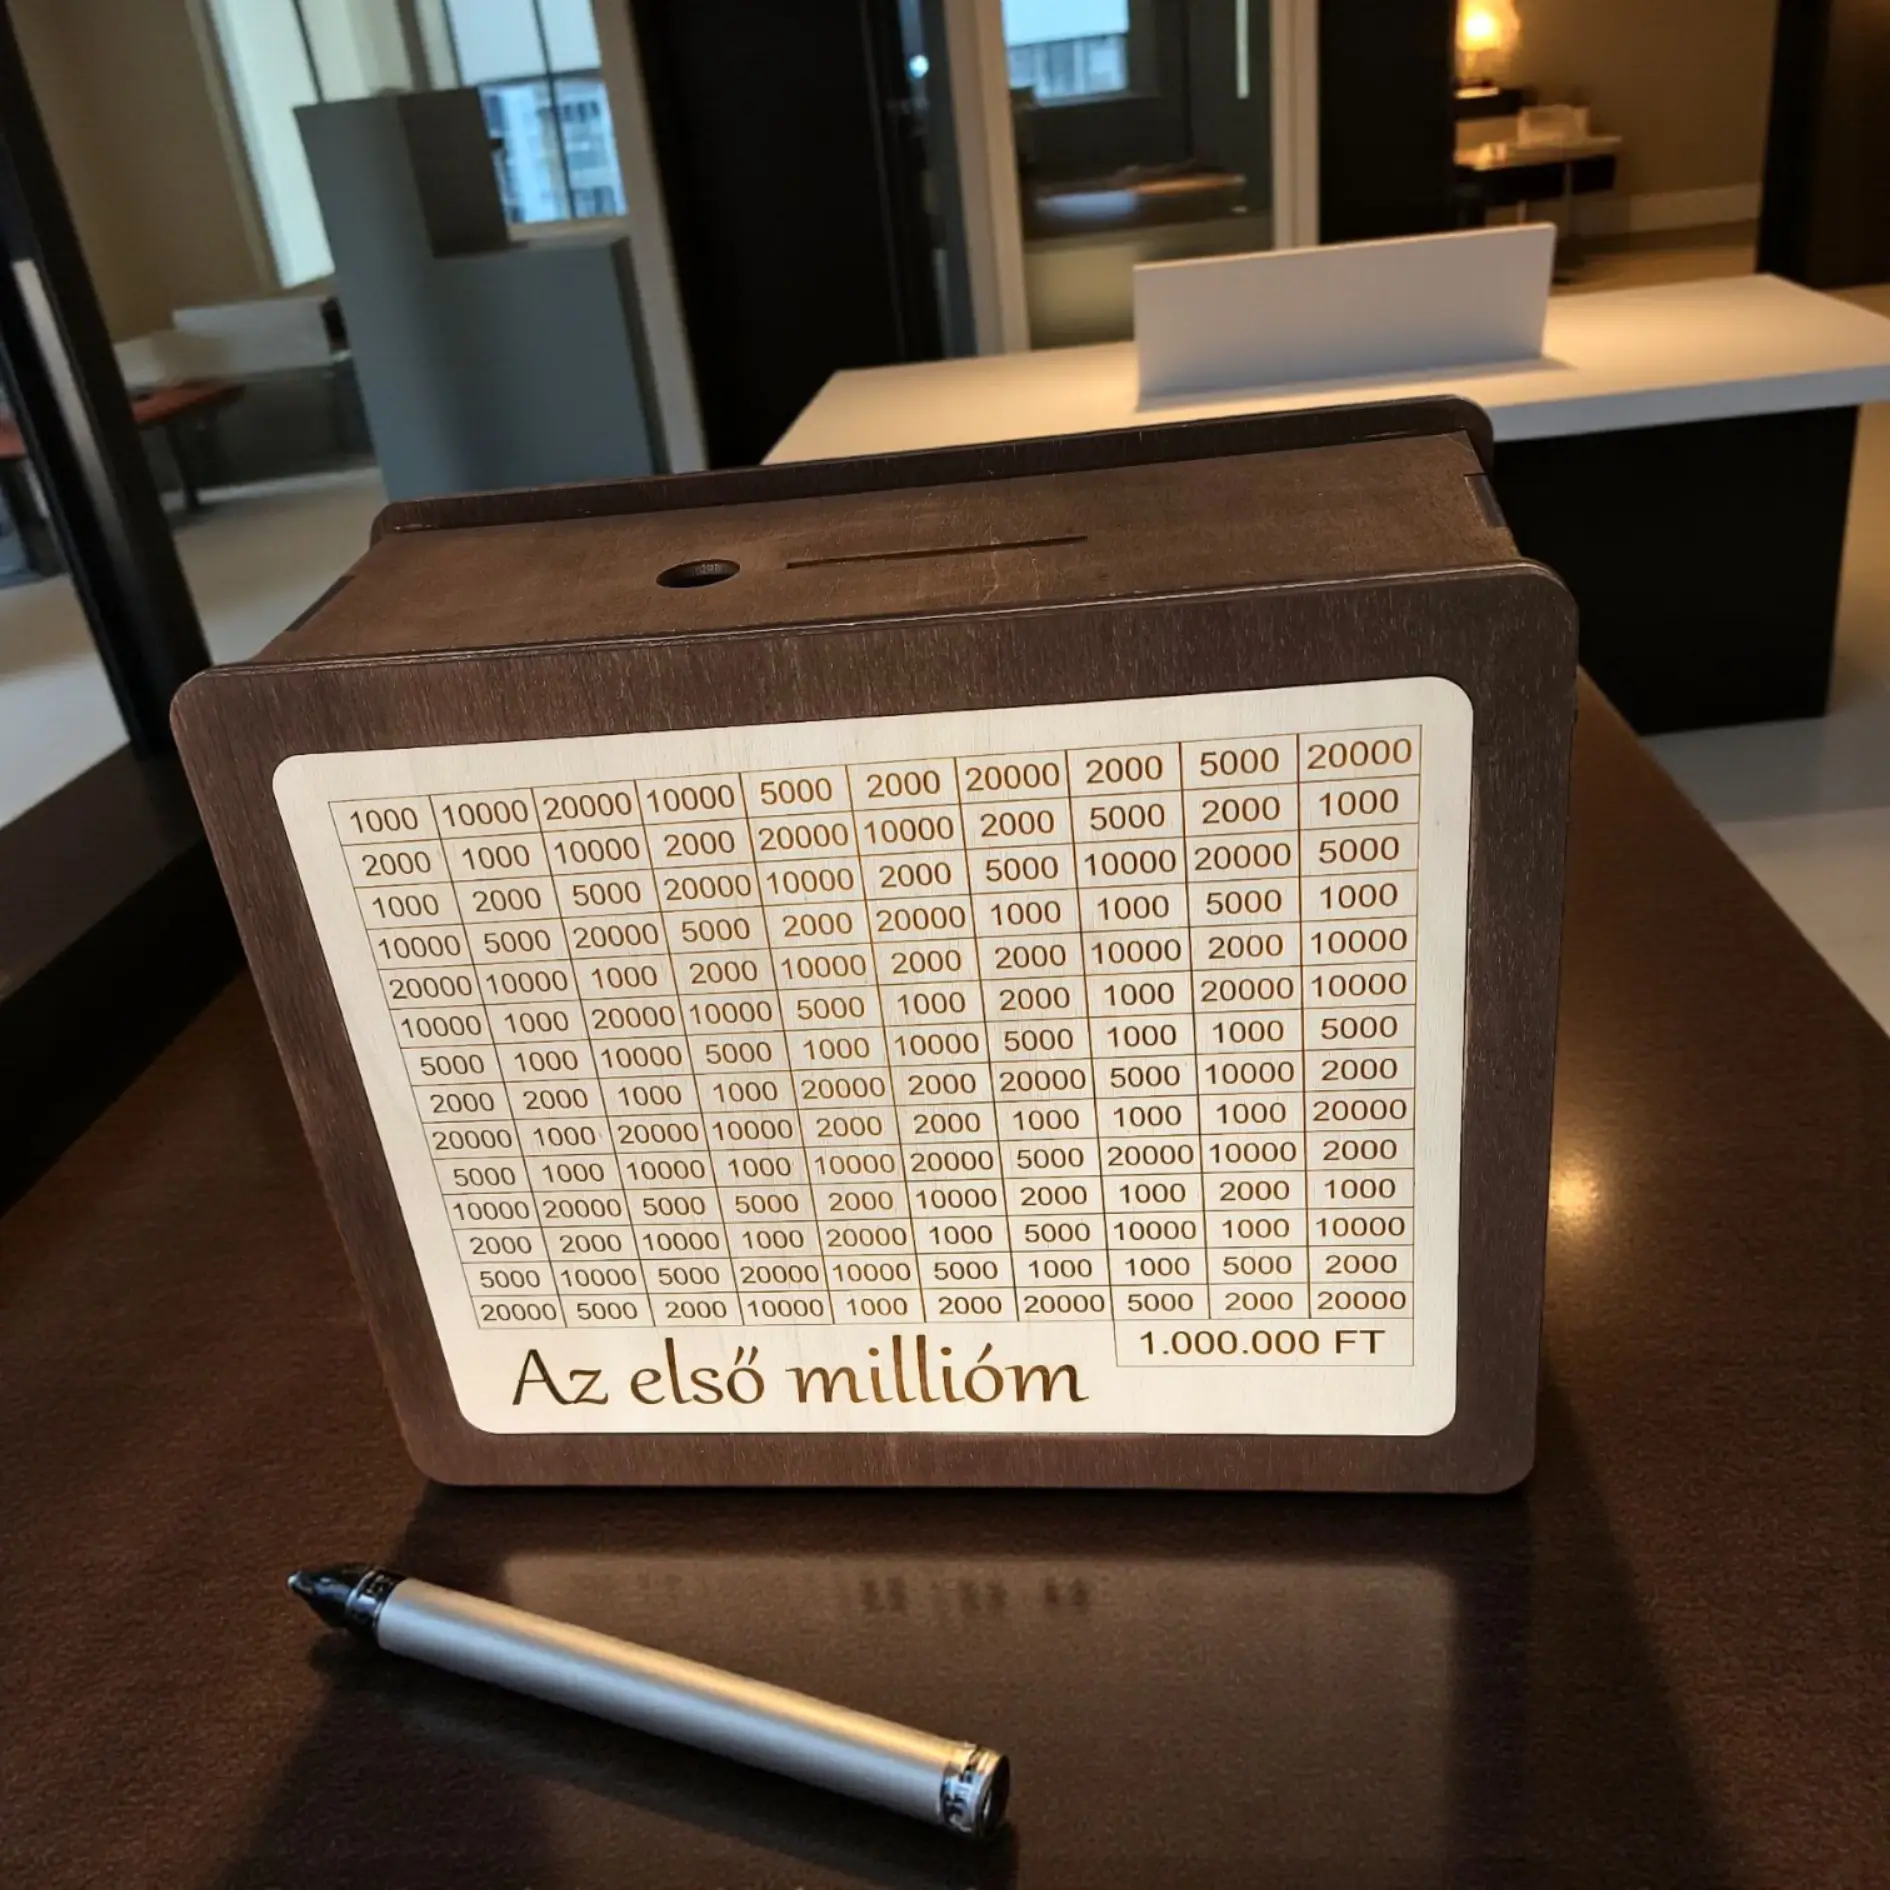 1000 10000 20000 10000 5000 2000 20000 2000 5000 20000
2000 1000 10000 2000 20000 10000 2000 5000 2000 1000
1000 2000 5000 20000 10000 2000 5000 10000 20000 5000
10000 5000 20000 5000 2000 20000 1000 1000 5000 1000
20000 10000 1000 2000 10000 2000 2000 10000 2000 10000
10000 1000 20000 10000 5000 1000 2000 1000 20000 10000
5000 1000 10000 5000 1000 10000 5000 1000 1000 5000
2000 2000 1000 1000 20000 2000 20000 5000 10000 2000
20000 1000 20000 10000 2000 2000 1000 1000 1000 20000
5000 1000 10000 1000 10000 20000 5000 20000 10000 2000
10000 20000 5000 5000 2000 10000 2000 1000 2000 1000
2000 2000 10000 1000 20000 1000 5000 10000 1000 10000
5000 10000 5000 20000 10000 5000 1000 1000 5000 2000
20000 5000 2000 10000 1000 2000 20000 5000 2000 20000
1.000.000 FT
Az első millióm